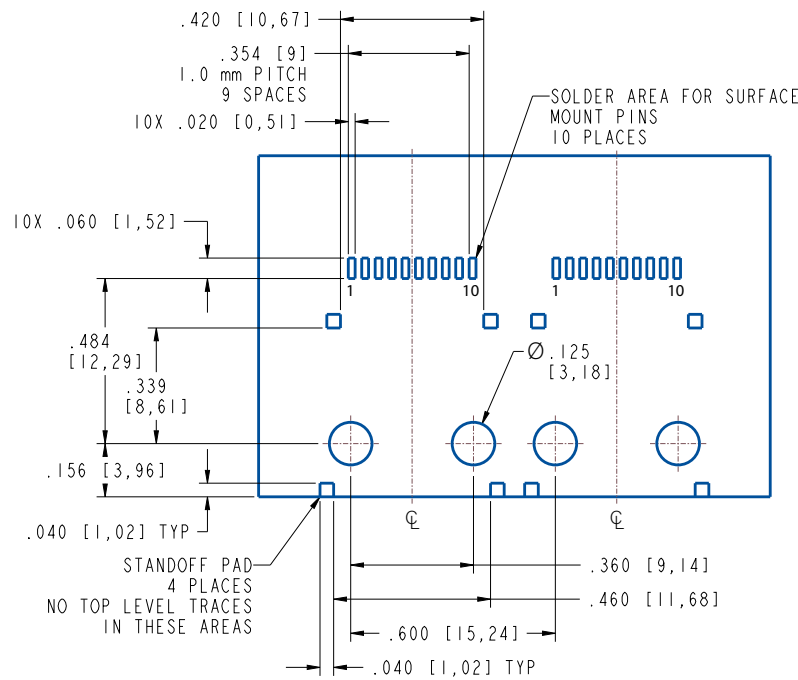 .420 [10,67]
.354 [9]
1.0 mm PITCH
9 SPACES
10X .020 [0,51]
SOLDER AREA FOR SURFACE
MOUNT PINS
10 PLACES
10X .060 [1,52]
1
10
1
10
.484
[12,29]
.339
[8,61]
Ø.125
[3,18]
.156 [3,96]
.040 [1,02] TYP
℄
℄
STANDOFF PAD
4 PLACES
NO TOP LEVEL TRACES
IN THESE AREAS
.360 [9,14]
.460 [11,68]
.600 [15,24]
.040 [1,02] TYP